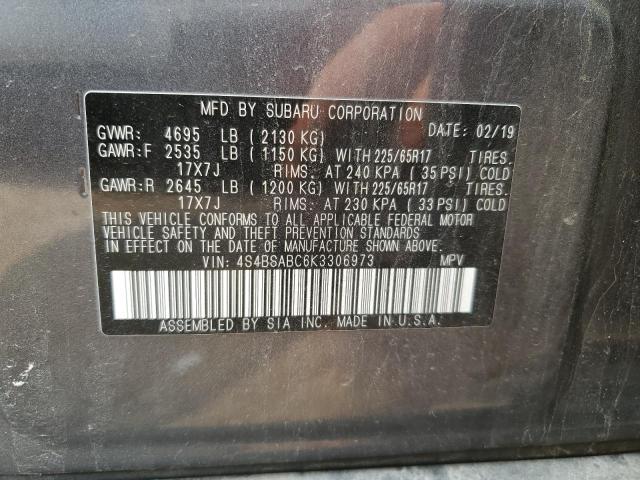 MFD BY SUBARU CORPORATION
GVWR: 4695 LB (2130 KG) DATE: 02/19
GAWR:F 2535 LB (1150 KG) WITH 225/65R17 TIRES.
17X7J RIMS. AT 240 KPA (35 PSI) COLD
GAWR:R 2645 LB (1200 KG) WITH 225/65R17 TIRES.
17X7J RIMS. AT 230 KPA (33 PSI) COLD
THIS VEHICLE CONFORMS TO ALL APPLICABLE FEDERAL MOTOR
VEHICLE SAFETY AND THEFT PREVENTION STANDARDS
IN EFFECT ON THE DATE OF MANUFACTURE SHOWN ABOVE.
VIN: 4S4BSABC6K3306973 MPV
ASSEMBLED BY SIA INC. MADE IN U.S.A.